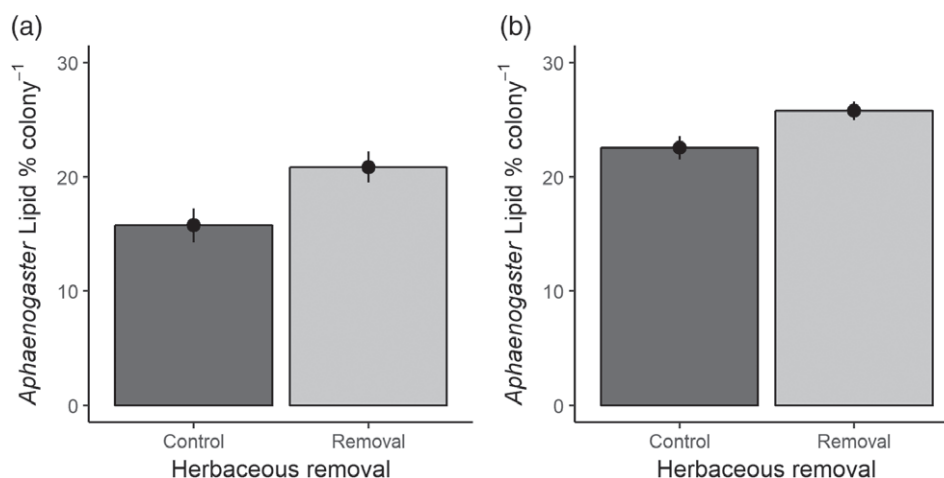 (a)
Aphaenogaster Lipid % colony⁻¹
30
20
10
0
Control Removal
Herbaceous removal
(b)
Aphaenogaster Lipid % colony⁻¹
30
20
10
0
Control Removal
Herbaceous removal